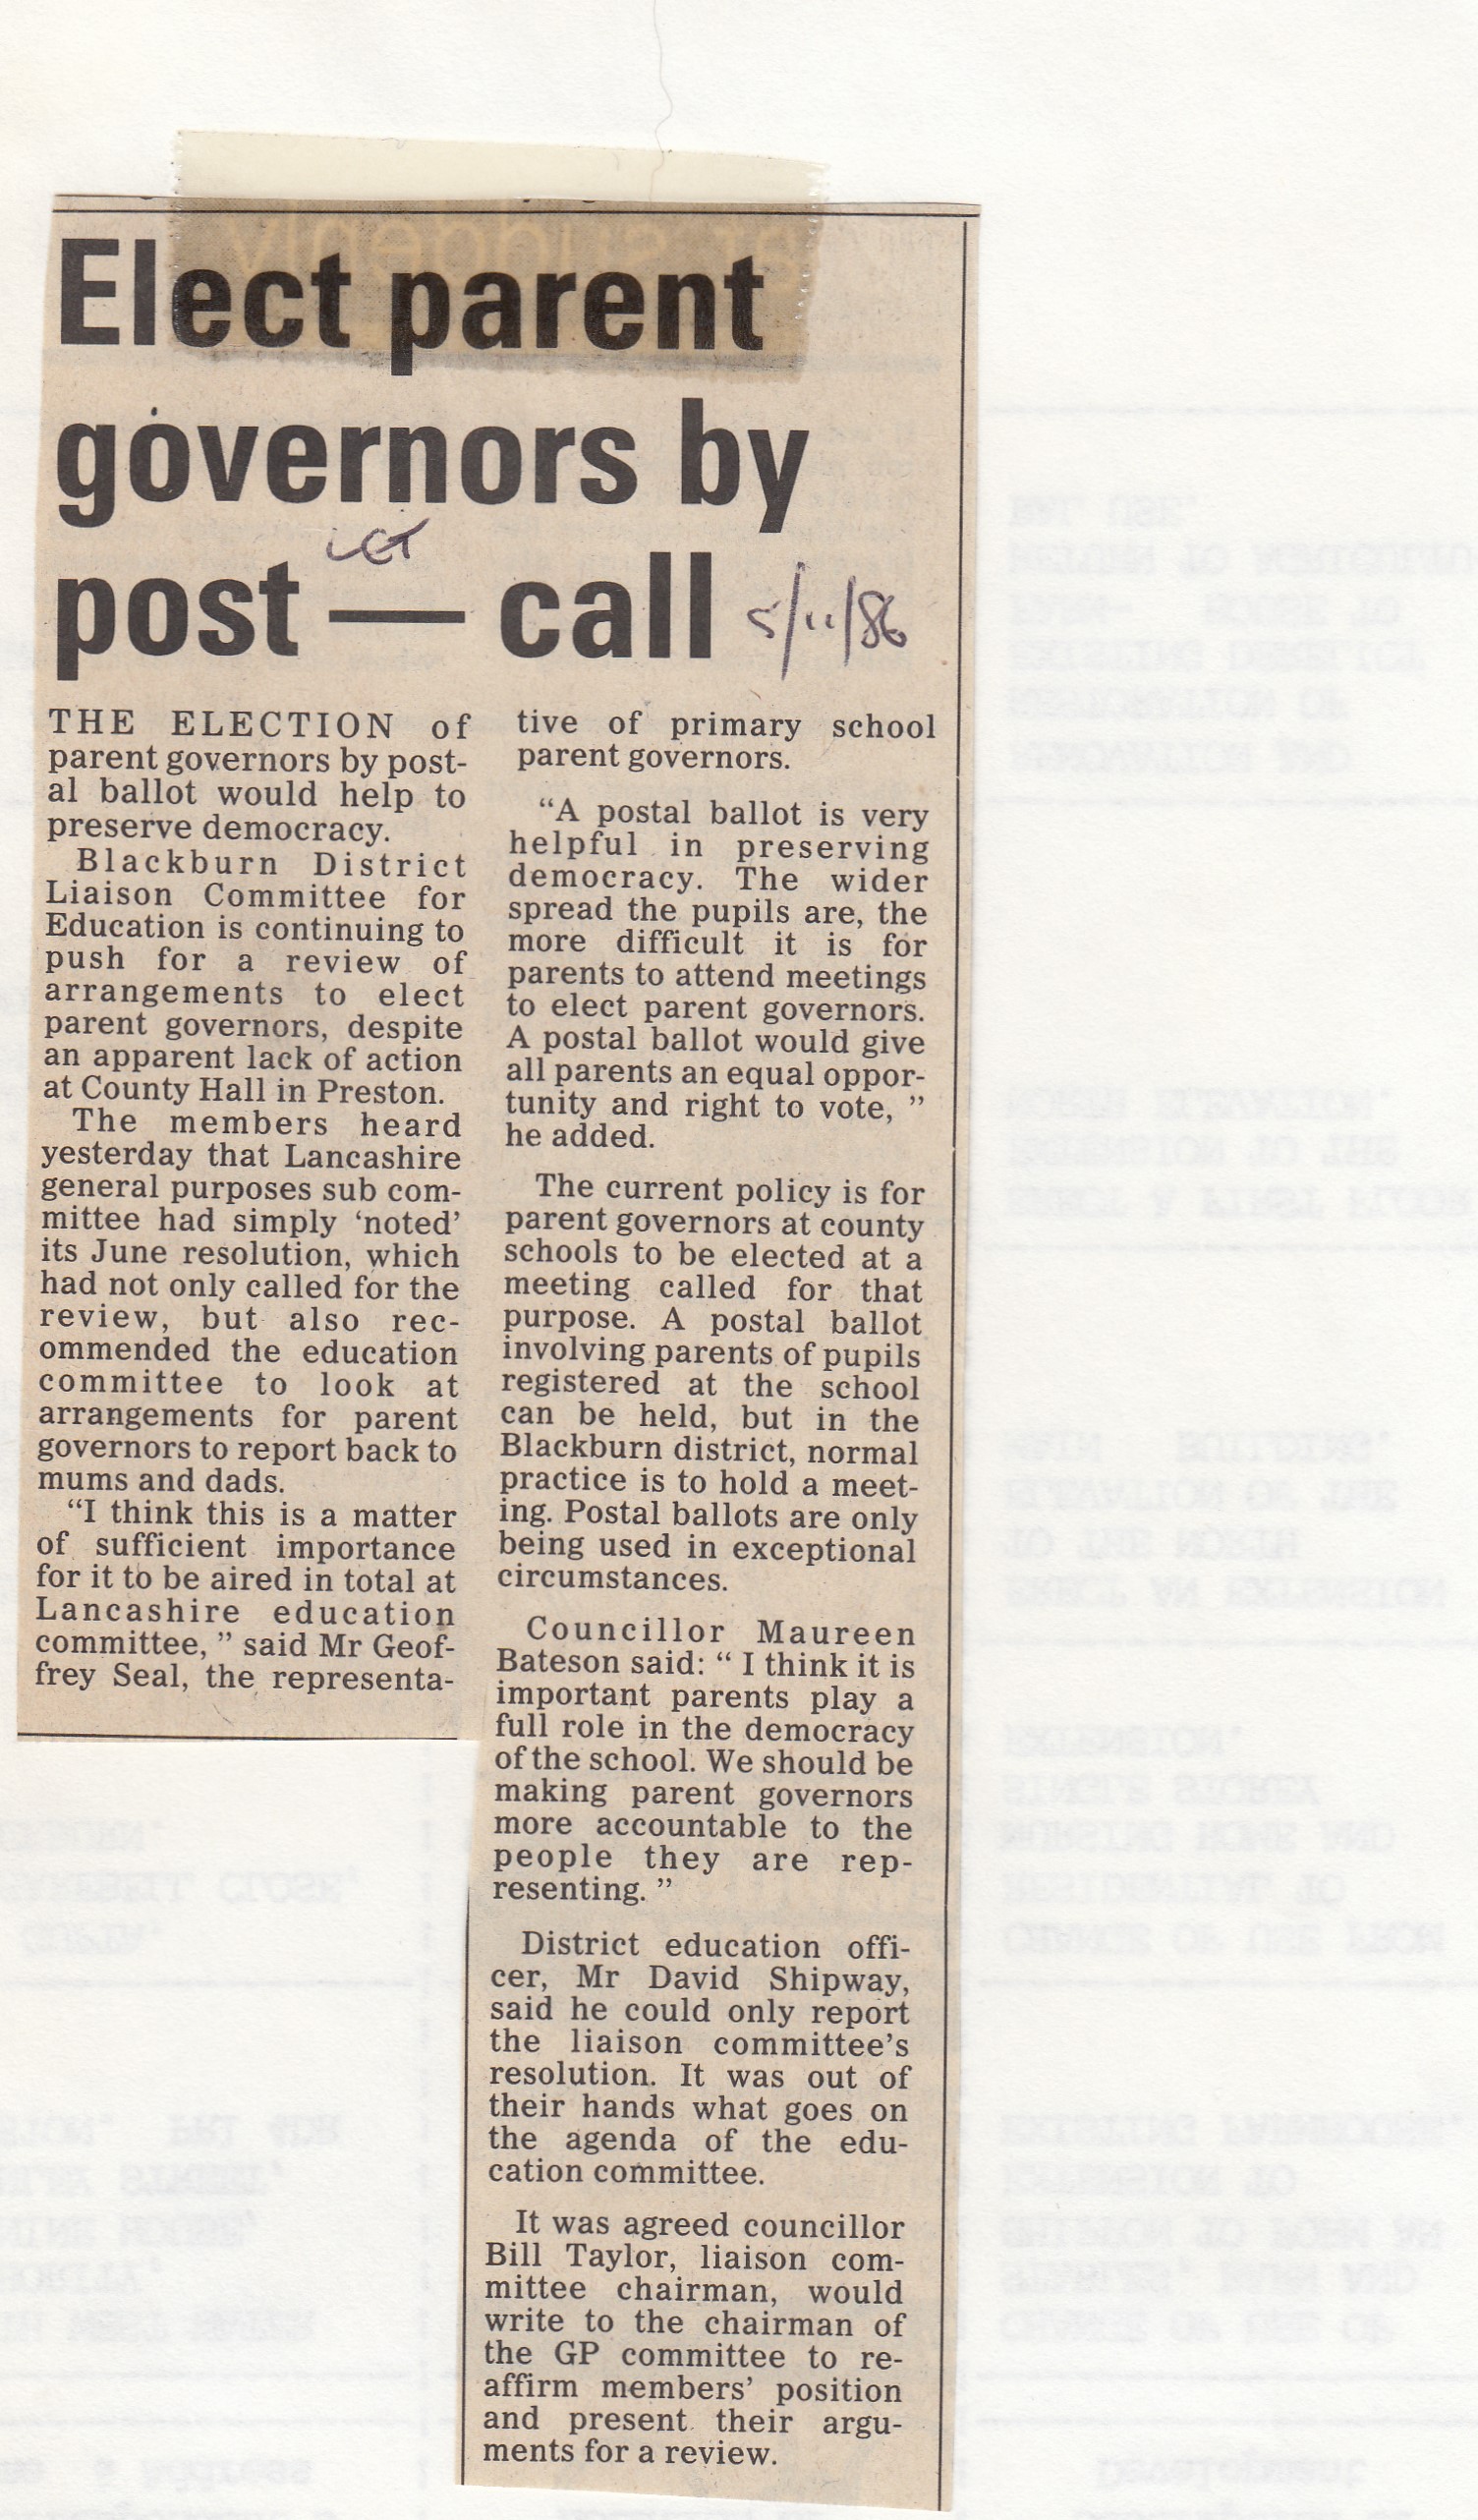 Elect parent
governors by
post — call
LET
5/11/86
THE ELECTION of
parent governors by post-
al ballot would help to
preserve democracy.
Blackburn District
Liaison Committee for
Education is continuing to
push for a review of
arrangements to elect
parent governors, despite
an apparent lack of action
at County Hall in Preston.
The members heard
yesterday that Lancashire
general purposes sub com-
mittee had simply ‘noted’
its June resolution, which
had not only called for the
review, but also rec-
ommended the education
committee to look at
arrangements for parent
governors to report back to
mums and dads.
“I think this is a matter
of sufficient importance
for it to be aired in total at
Lancashire education
committee, ” said Mr Geof-
frey Seal, the representa-
tive of primary school
parent governors.
“A postal ballot is very
helpful in preserving
democracy. The wider
spread the pupils are, the
more difficult it is for
parents to attend meetings
to elect parent governors.
A postal ballot would give
all parents an equal oppor-
tunity and right to vote, ”
he added.
The current policy is for
parent governors at county
schools to be elected at a
meeting called for that
purpose. A postal ballot
involving parents of pupils
registered at the school
can be held, but in the
Blackburn district, normal
practice is to hold a meet-
ing. Postal ballots are only
being used in exceptional
circumstances.
Councillor Maureen
Bateson said: “ I think it is
important parents play a
full role in the democracy
of the school. We should be
making parent governors
more accountable to the
people they are rep-
resenting. ”
District education offi-
cer, Mr David Shipway,
said he could only report
the liaison committee’s
resolution. It was out of
their hands what goes on
the agenda of the edu-
cation committee.
It was agreed councillor
Bill Taylor, liaison com-
mittee chairman, would
write to the chairman of
the GP committee to re-
affirm members’ position
and present their argu-
ments for a review.